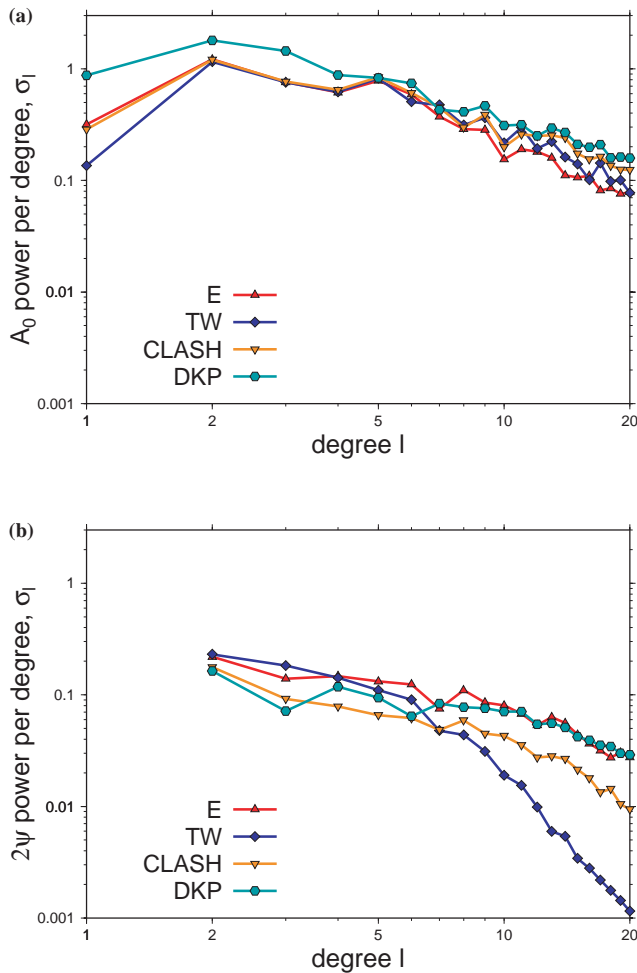 (a)
A₀ power per degree, σₗ
1
0.1
0.01
0.001
E
TW
CLASH
DKP
1 2 5 10 20
degree l
(b)
2ψ power per degree, σₗ
1
0.1
0.01
0.001
E
TW
CLASH
DKP
1 2 5 10 20
degree l